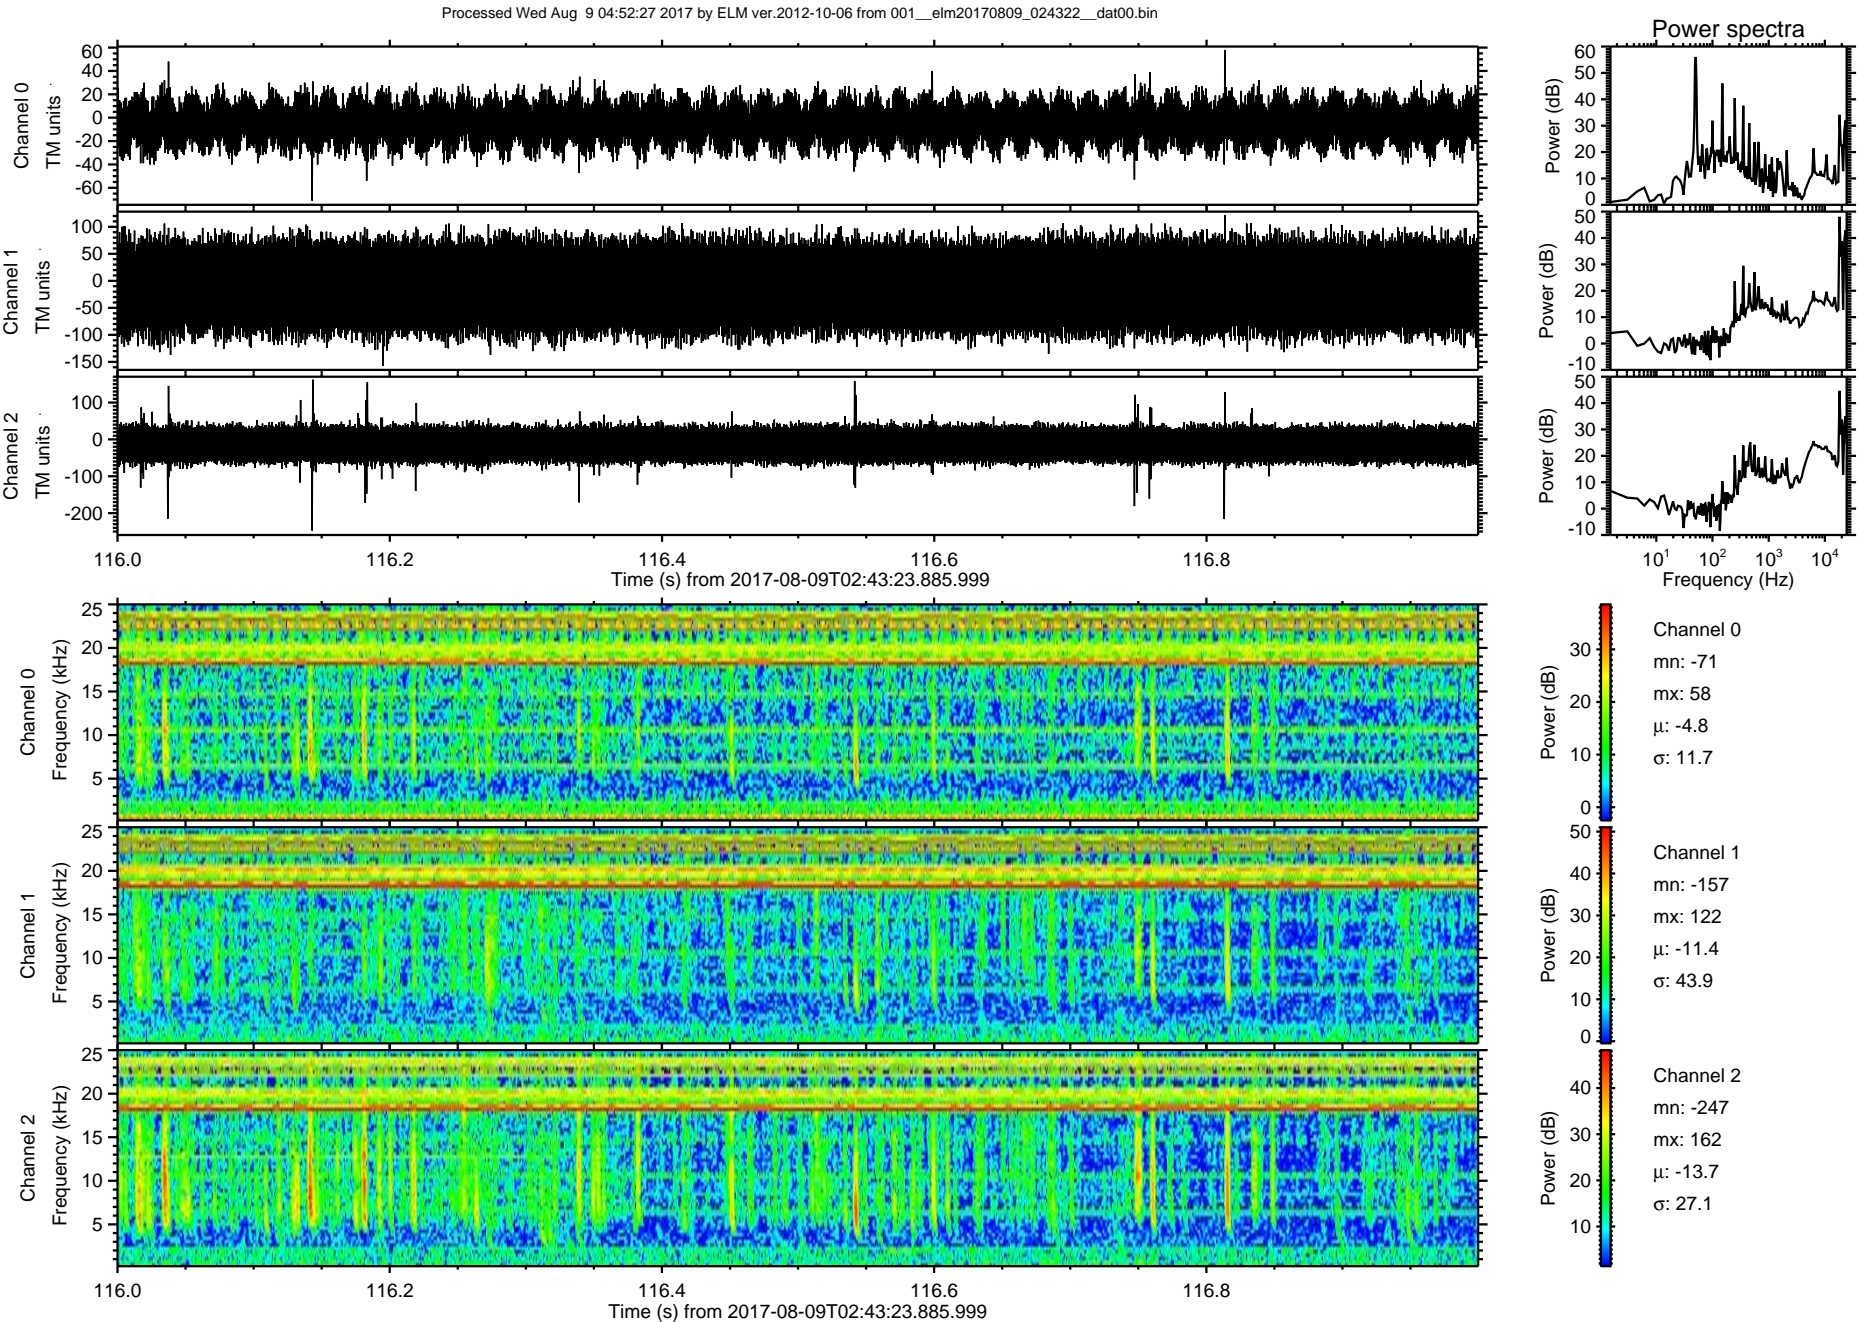 Processed Wed Aug  9 04:52:27 2017 by ELM ver.2012-10-06 from 001__elm20170809_024322__dat00.bin
Power spectra
Channel 0
TM units
60
40
20
0
-20
-40
-60
Power (dB)
60
50
40
30
20
10
0
Channel 1
TM units
100
50
0
-50
-100
-150
Power (dB)
50
40
30
20
10
0
-10
Channel 2
TM units
100
0
-100
-200
Power (dB)
50
40
30
20
10
0
-10
116.0 116.2 116.4 116.6 116.8
Time (s) from 2017-08-09T02:43:23.885.999
10^1 10^2 10^3 10^4
Frequency (Hz)
Channel 0
Frequency (kHz)
25
20
15
10
5
Power (dB)
30
20
10
0
Channel 0
mn: -71
mx: 58
μ: -4.8
σ: 11.7
Channel 1
Frequency (kHz)
25
20
15
10
5
Power (dB)
50
40
30
20
10
0
Channel 1
mn: -157
mx: 122
μ: -11.4
σ: 43.9
Channel 2
Frequency (kHz)
25
20
15
10
5
Power (dB)
40
30
20
10
Channel 2
mn: -247
mx: 162
μ: -13.7
σ: 27.1
116.0 116.2 116.4 116.6 116.8
Time (s) from 2017-08-09T02:43:23.885.999